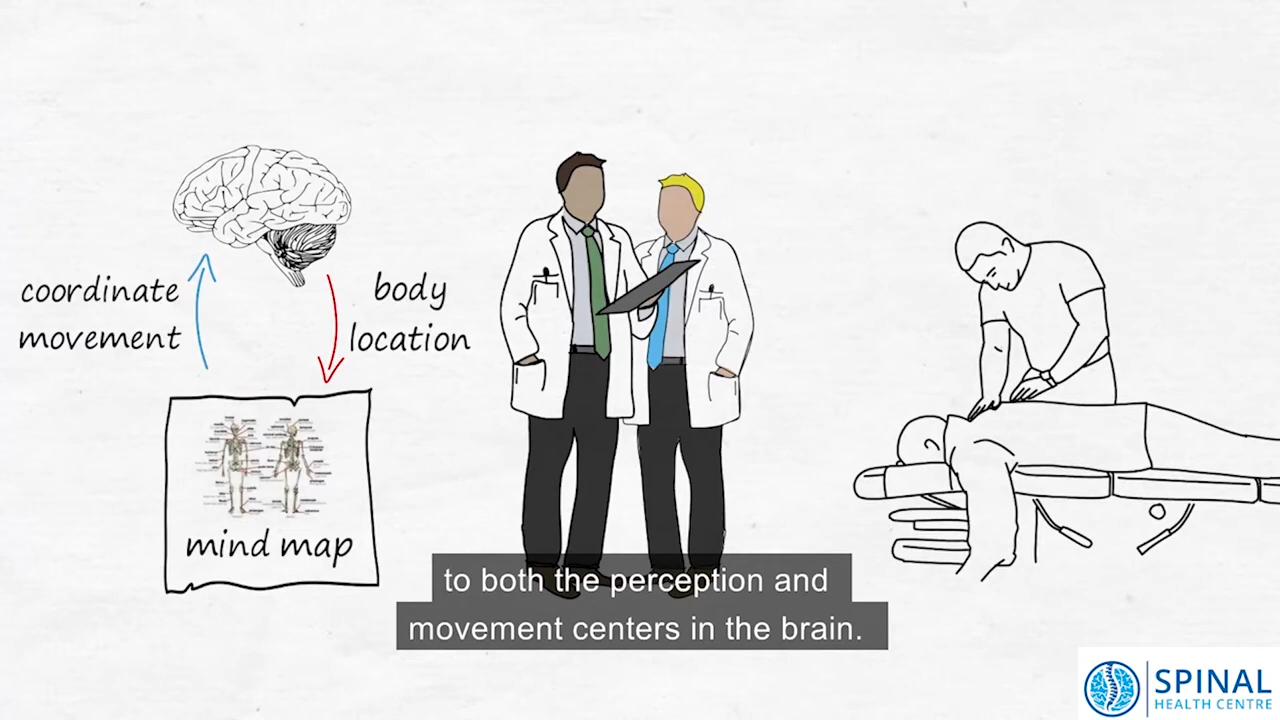 coordinate
movement
body
location
mind map
to both the perception and
movement centers in the brain.
SPINAL
HEALTH CENTRE